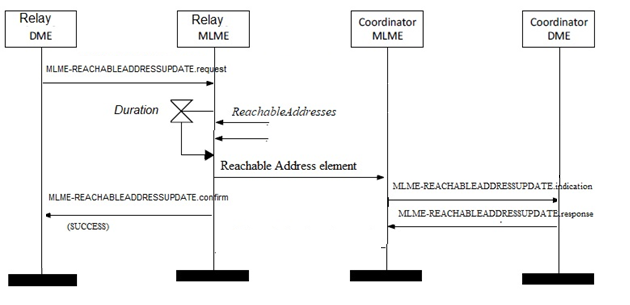 Relay
DME
Relay
MLME
Coordinator
MLME
Coordinator
DME
MLME-REACHABLEADDRESSUPDATE.request
Duration
ReachableAddresses
Reachable Address element
MLME-REACHABLEADDRESSUPDATE.indication
MLME-REACHABLEADDRESSUPDATE.confirm
MLME-REACHABLEADDRESSUPDATE.response
(SUCCESS)